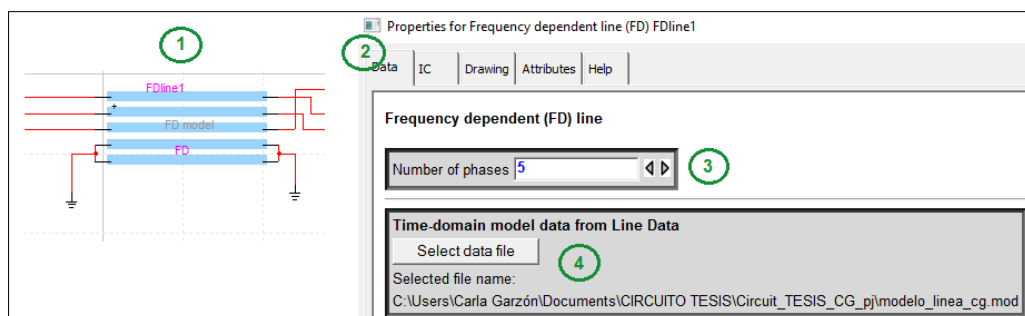 1
FDline1
+
FD model
FD
Properties for Frequency dependent line (FD) FDline1
2
Data IC Drawing Attributes Help
Frequency dependent (FD) line
Number of phases 5
3
Time-domain model data from Line Data
Select data file
4
Selected file name:
C:\Users\Carla Garzón\Documents\CIRCUITO TESIS\Circuit_TESIS_CG_pj\modelo_linea_cg.mod